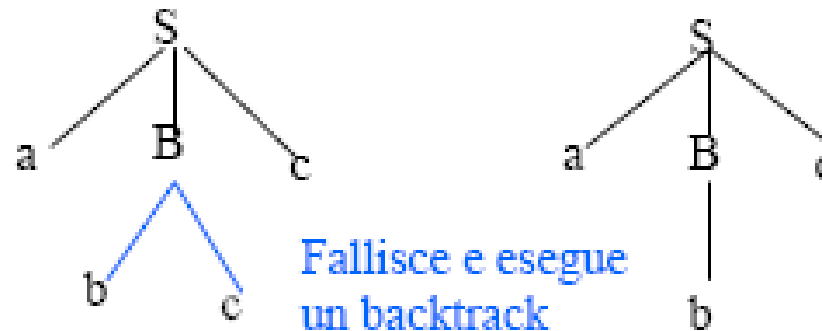 S S
a B c a B c
b c b
Fallisce e esegue
un backtrack